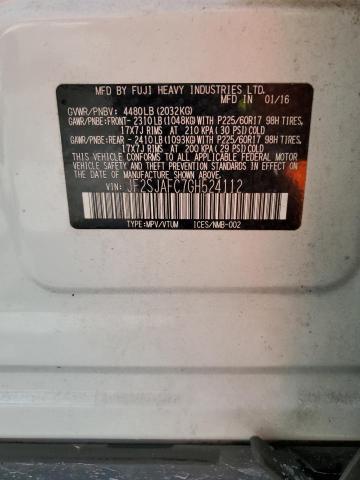 MFD BY FUJI HEAVY INDUSTRIES LTD.
MFD IN 01/16
GVWR/PNBV: 4480LB(2032KG)
GAWR/PNBE:FRONT- 2310LB(1048KG)WITH P225/60R17 98H TIRES,
17X7J RIMS AT 210 KPA( 30 PSI)COLD
GAWR/PNBE:REAR - 2410LB(1093KG)WITH P225/60R17 98H TIRES,
17X7J RIMS AT 200 KPA( 29 PSI)COLD
THIS VEHICLE CONFORMS TO ALL APPLICABLE FEDERAL MOTOR
VEHICLE SAFETY STANDARDS IN EFFECT ON THE
DATE OF MANUFACTURE SHOWN ABOVE.
VIN: JF2SJAFC7GH524112
TYPE:MPV/VTUM ICES/NMB-002